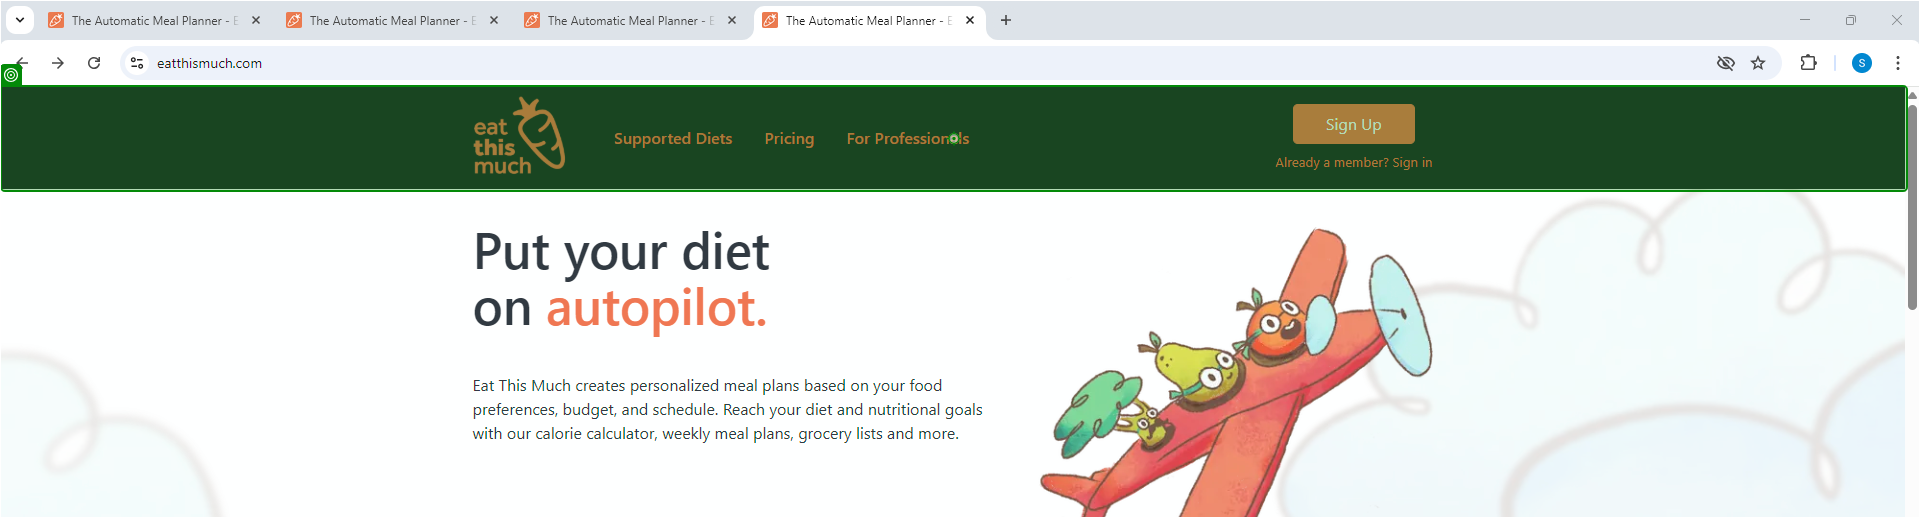 The Automatic Meal Planner - E
The Automatic Meal Planner - E
The Automatic Meal Planner - E
The Automatic Meal Planner - E
eatthismuch.com
S
eat
this
much
Supported Diets
Pricing
For Professionals
Sign Up
Already a member? Sign in
Put your diet
on autopilot.
Eat This Much creates personalized meal plans based on your food
preferences, budget, and schedule. Reach your diet and nutritional goals
with our calorie calculator, weekly meal plans, grocery lists and more.